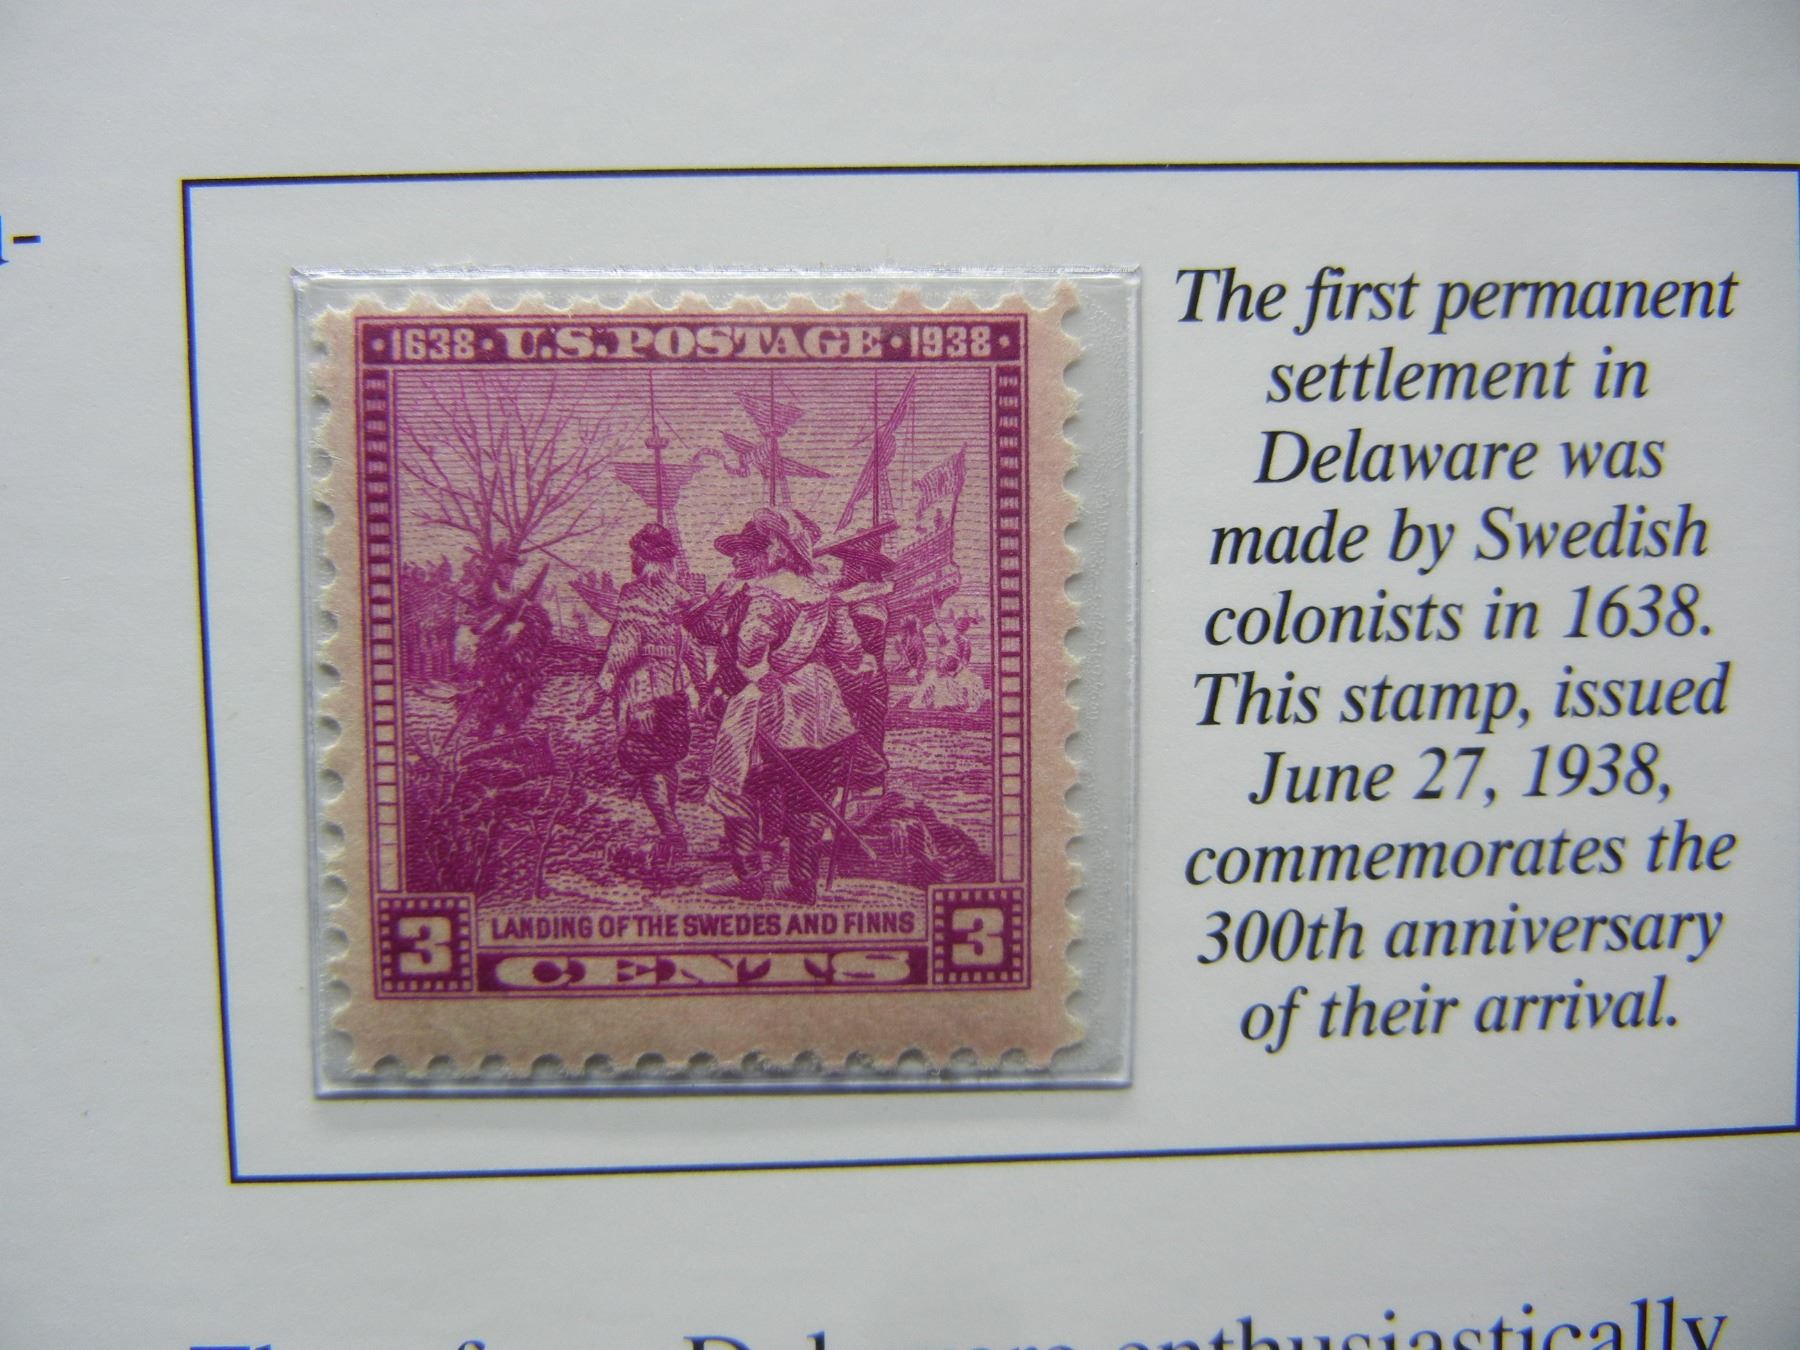 ·1638· U.S.POSTAGE ·1938·
3 LANDING OF THE SWEDES AND FINNS 3
CENTS
The first permanent
settlement in
Delaware was
made by Swedish
colonists in 1638.
This stamp, issued
June 27, 1938,
commemorates the
300th anniversary
of their arrival.
Delaware enthusiastically